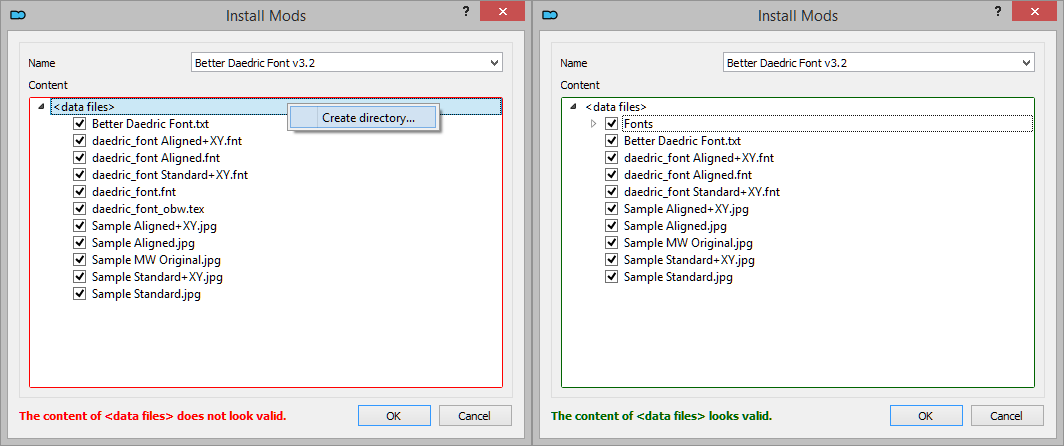 Install Mods
?
Name
Better Daedric Font v3.2
Content
<data files>
Create directory...
Better Daedric Font.txt
daedric_font Aligned+XY.fnt
daedric_font Aligned.fnt
daedric_font Standard+XY.fnt
daedric_font.fnt
daedric_font_obw.tex
Sample Aligned+XY.jpg
Sample Aligned.jpg
Sample MW Original.jpg
Sample Standard+XY.jpg
Sample Standard.jpg
The content of <data files> does not look valid.
OK
Cancel
Install Mods
?
Name
Better Daedric Font v3.2
Content
<data files>
Fonts
Better Daedric Font.txt
daedric_font Aligned+XY.fnt
daedric_font Aligned.fnt
daedric_font Standard+XY.fnt
Sample Aligned+XY.jpg
Sample Aligned.jpg
Sample MW Original.jpg
Sample Standard+XY.jpg
Sample Standard.jpg
The content of <data files> looks valid.
OK
Cancel